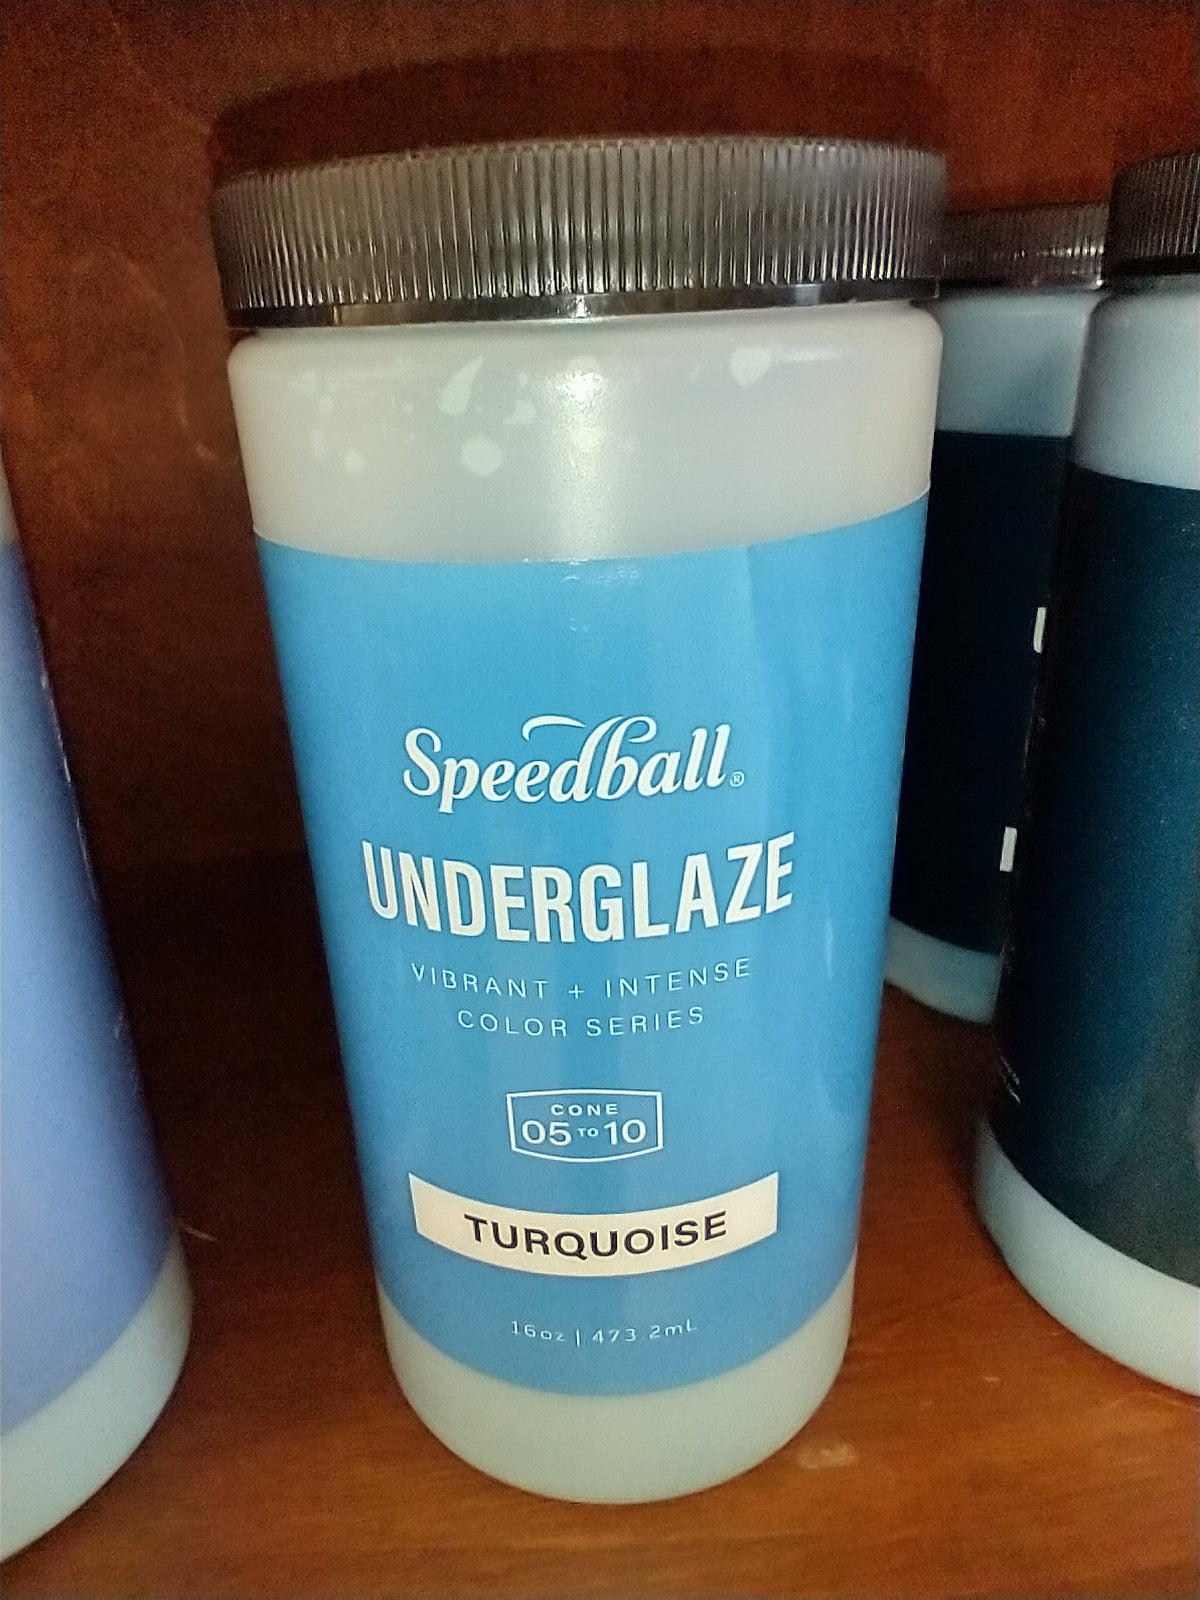 Speedball®
UNDERGLAZE
VIBRANT + INTENSE
COLOR SERIES
CONE
05 TO 10
TURQUOISE
16oz | 473.2mL